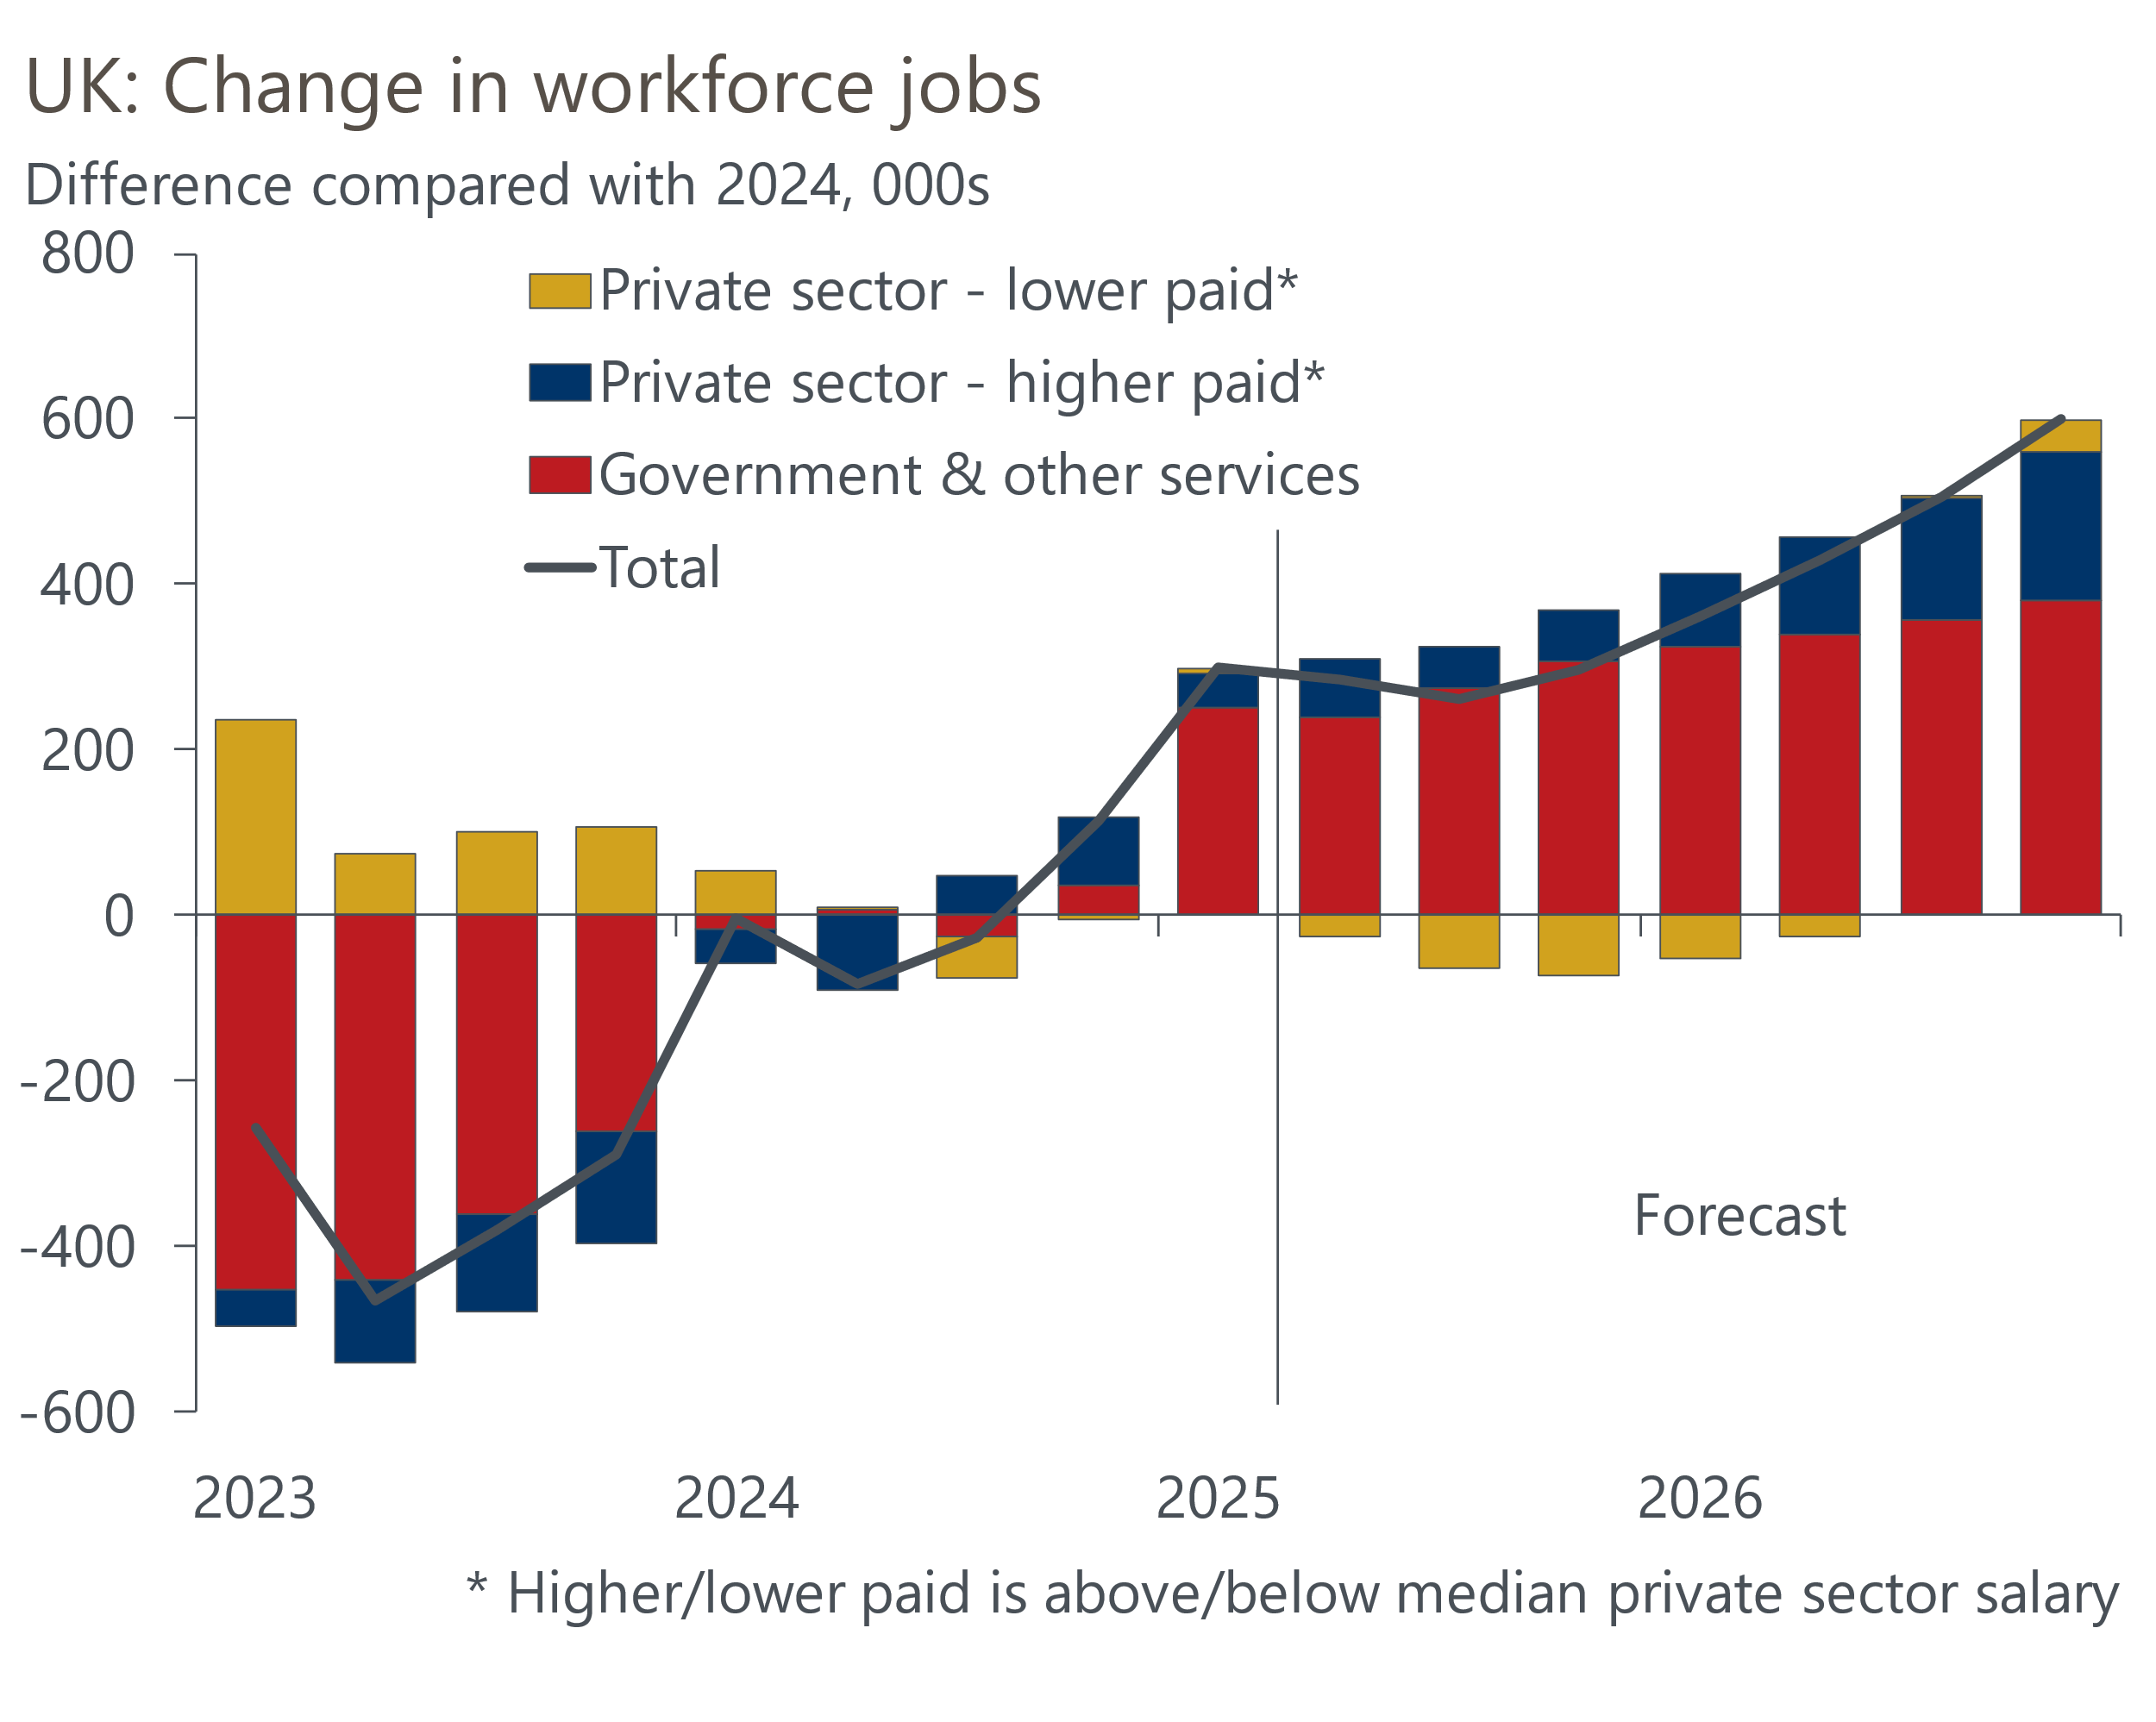 UK: Change in workforce jobs
Difference compared with 2024, 000s
800
600
400
200
0
-200
-400
-600
Private sector - lower paid*
Private sector - higher paid*
Government & other services
Total
Forecast
2023 2024 2025 2026
* Higher/lower paid is above/below median private sector salary